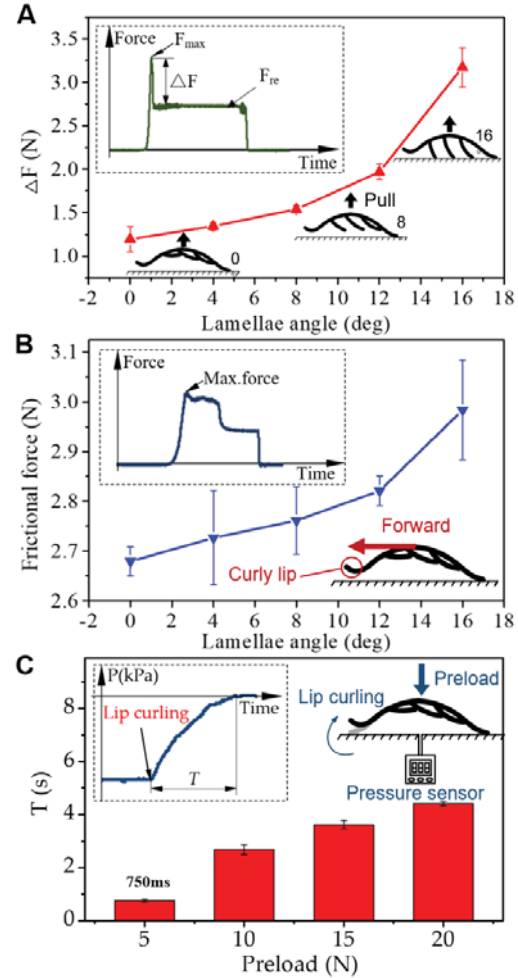 A
Force
Fmax
ΔF
Fre
Time
ΔF (N)
3.5
3.0
2.5
2.0
1.5
1.0
16
Pull
8
0
-2 0 2 4 6 8 10 12 14 16 18
Lamellae angle (deg)
B
Force
Max.force
Time
Frictional force (N)
3.1
3.0
2.9
2.8
2.7
2.6
Forward
Curly lip
-2 0 2 4 6 8 10 12 14 16 18
Lamellae angle (deg)
C
P(kPa)
Time
Lip curling
T
Lip curling
Preload
Pressure sensor
T (s)
8
6
4
2
0
750ms
5 10 15 20
Preload (N)